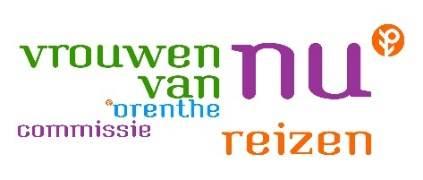 vrouwen nu
van
Drenthe
commissie
reizen